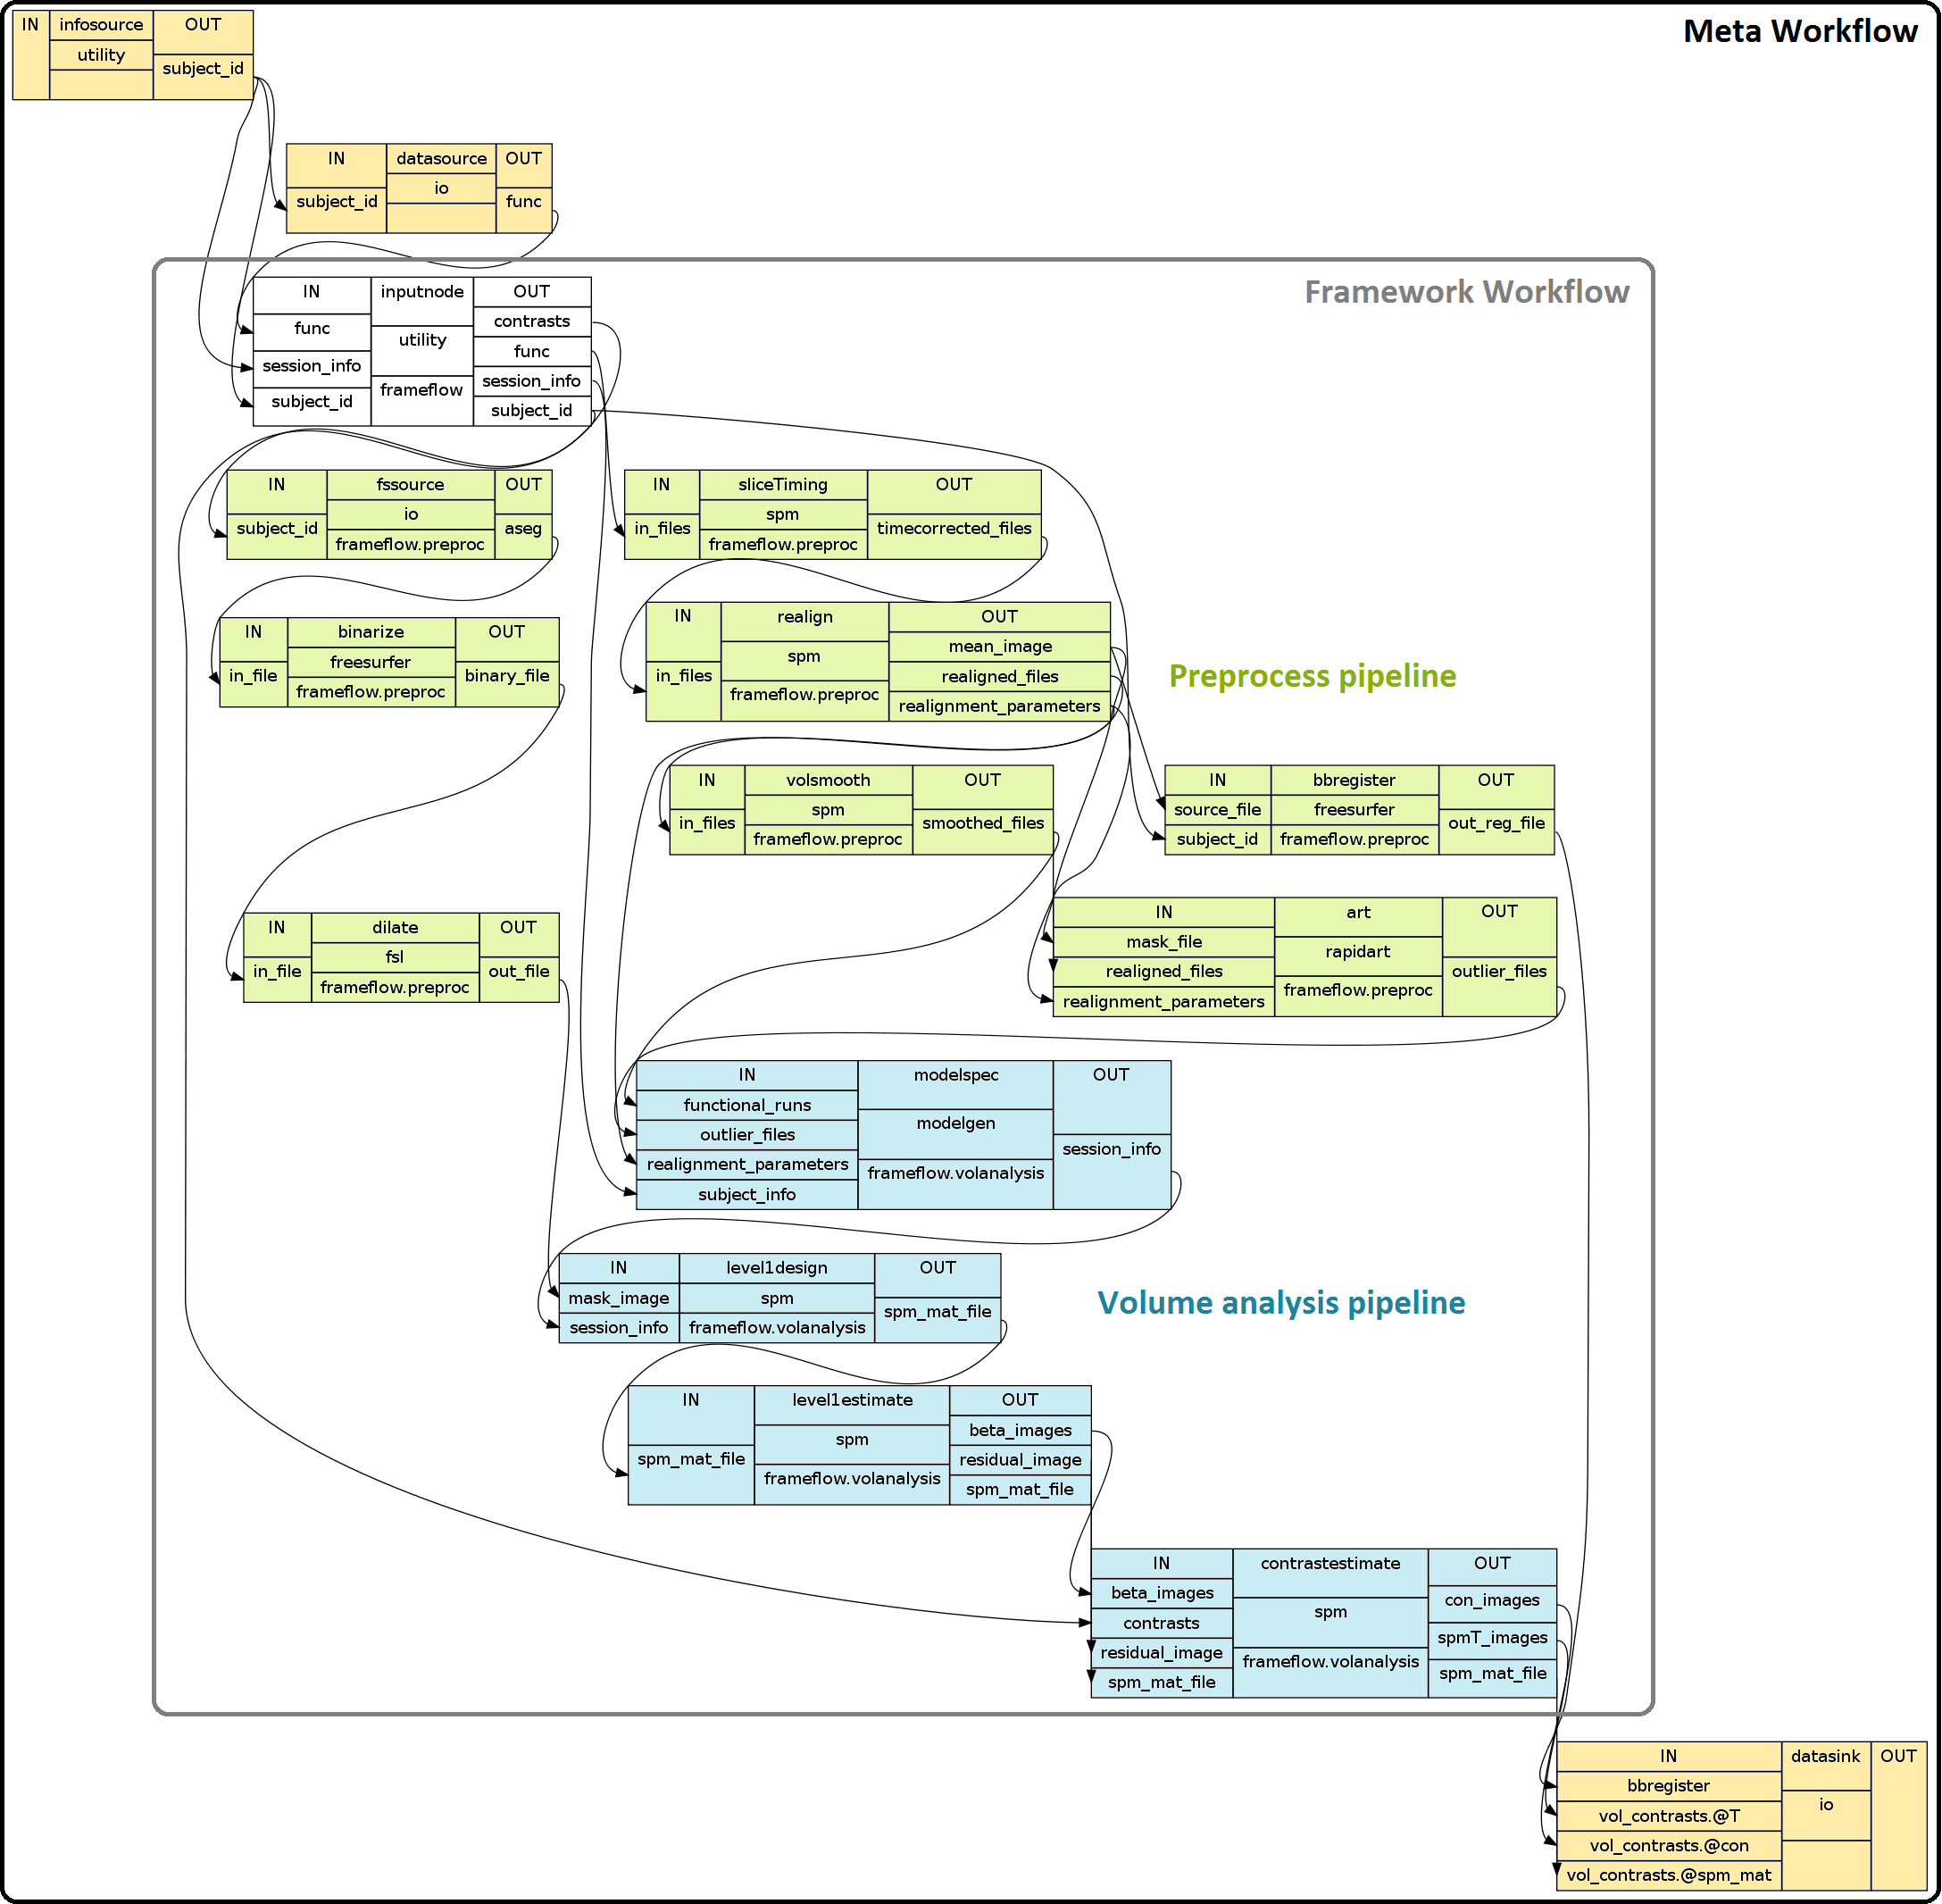 Meta Workflow
IN infosource OUT
utility
subject_id
IN datasource OUT
io
subject_id func
Framework Workflow
IN inputnode OUT
contrasts
func
utility
func
session_info
session_info
frameflow
subject_id
subject_id
IN fssource OUT
io
subject_id aseg
frameflow.preproc
IN sliceTiming OUT
spm
in_files timecorrected_files
frameflow.preproc
IN binarize OUT
freesurfer
in_file binary_file
frameflow.preproc
IN realign OUT
mean_image
spm
in_files realigned_files
frameflow.preproc
realignment_parameters
Preprocess pipeline
IN volsmooth OUT
spm
in_files smoothed_files
frameflow.preproc
IN bbregister OUT
source_file freesurfer
out_reg_file
subject_id frameflow.preproc
IN dilate OUT
fsl
in_file out_file
frameflow.preproc
IN art OUT
mask_file
rapidart
realigned_files outlier_files
frameflow.preproc
realignment_parameters
IN modelspec OUT
functional_runs
modelgen
outlier_files
session_info
realignment_parameters
frameflow.volanalysis
subject_info
IN level1design OUT
mask_image spm
spm_mat_file
session_info frameflow.volanalysis
Volume analysis pipeline
IN level1estimate OUT
beta_images
spm
spm_mat_file residual_image
frameflow.volanalysis
spm_mat_file
IN contrastestimate OUT
beta_images con_images
spm
contrasts
spmT_images
residual_image
frameflow.volanalysis
spm_mat_file
spm_mat_file
IN datasink OUT
bbregister
io
vol_contrasts.@T
vol_contrasts.@con
vol_contrasts.@spm_mat